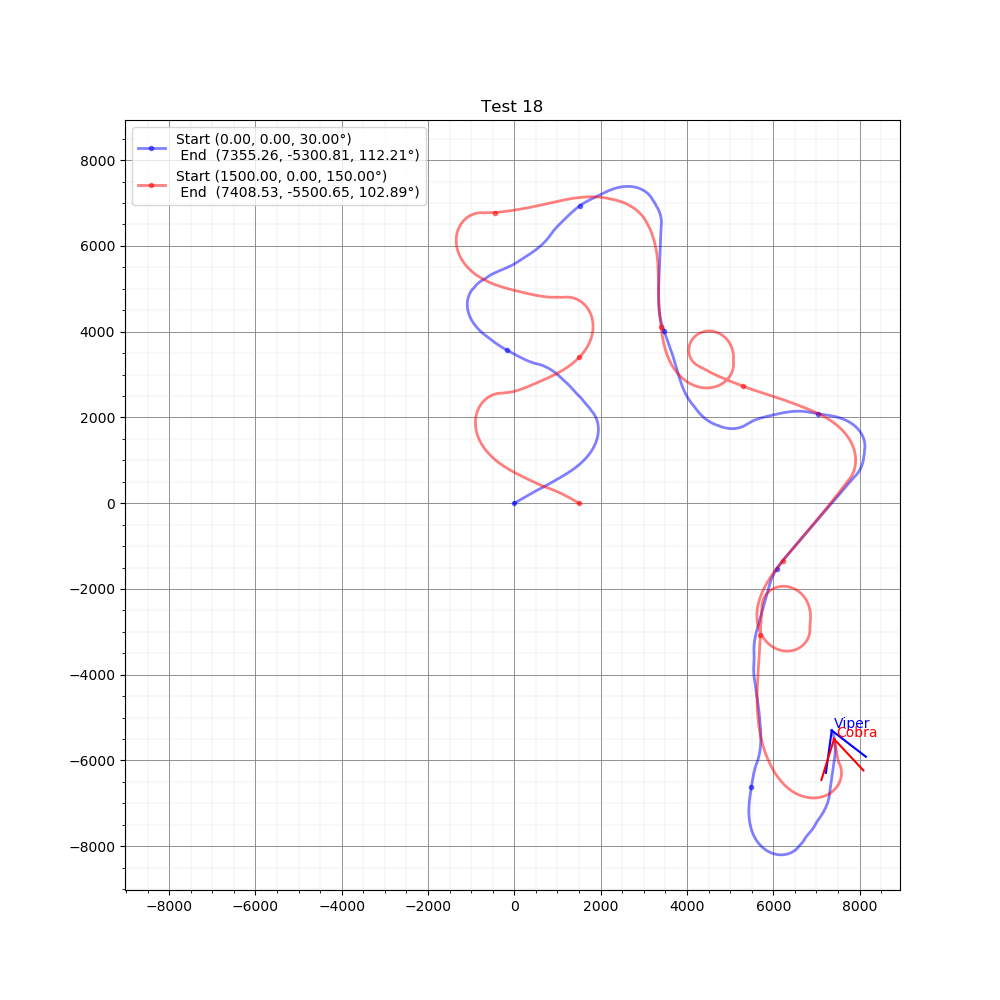 Test 18
Start (0.00, 0.00, 30.00°)
End (7355.26, -5300.81, 112.21°)
Start (1500.00, 0.00, 150.00°)
End (7408.53, -5500.65, 102.89°)
8000
6000
4000
2000
0
−2000
−4000
−6000
−8000
Viper
Cobra
−8000 −6000 −4000 −2000 0 2000 4000 6000 8000